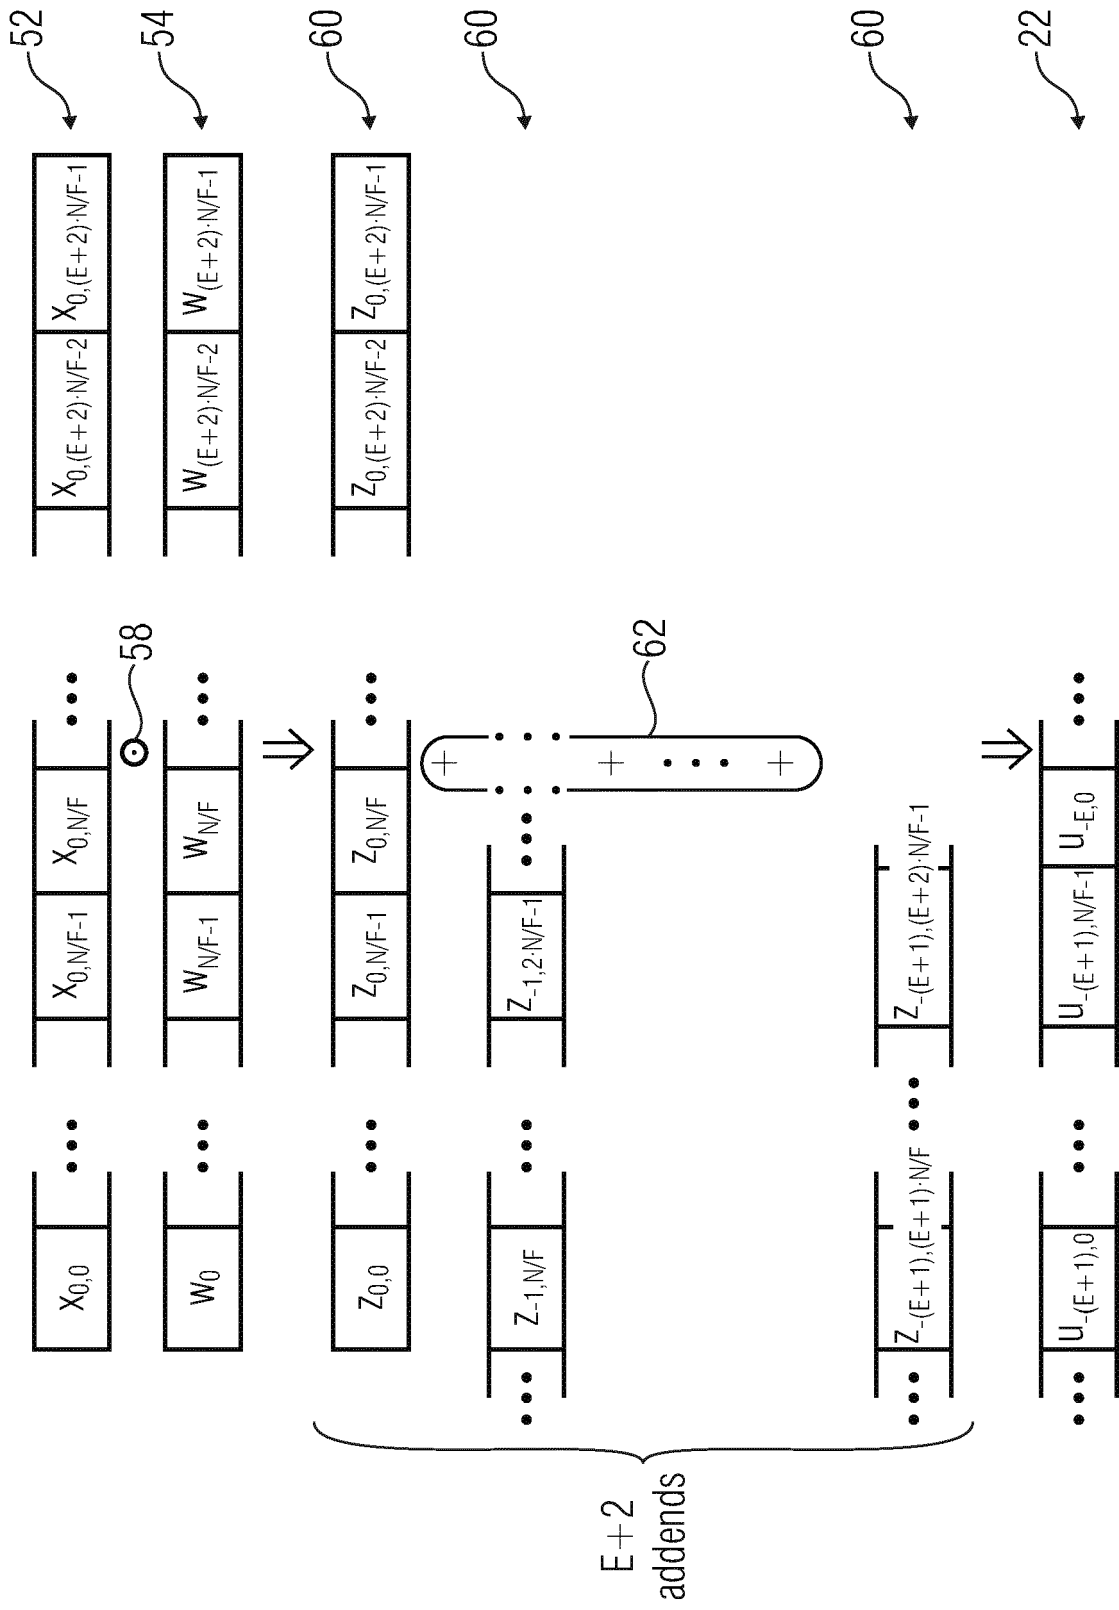 x0,0 x0,N/F-1 x0,N/F x0,(E+2)·N/F-2 x0,(E+2)·N/F-1 52
58
w0 wN/F-1 wN/F w(E+2)·N/F-2 w(E+2)·N/F-1 54
z0,0 z0,N/F-1 z0,N/F z0,(E+2)·N/F-2 z0,(E+2)·N/F-1 60
z-1,N/F z-1,2·N/F-1 60
62
E+2
addends
z-(E+1),(E+1)·N/F z-(E+1),(E+2)·N/F-1 60
u-(E+1),0 u-(E+1),N/F-1 u-E,0 22